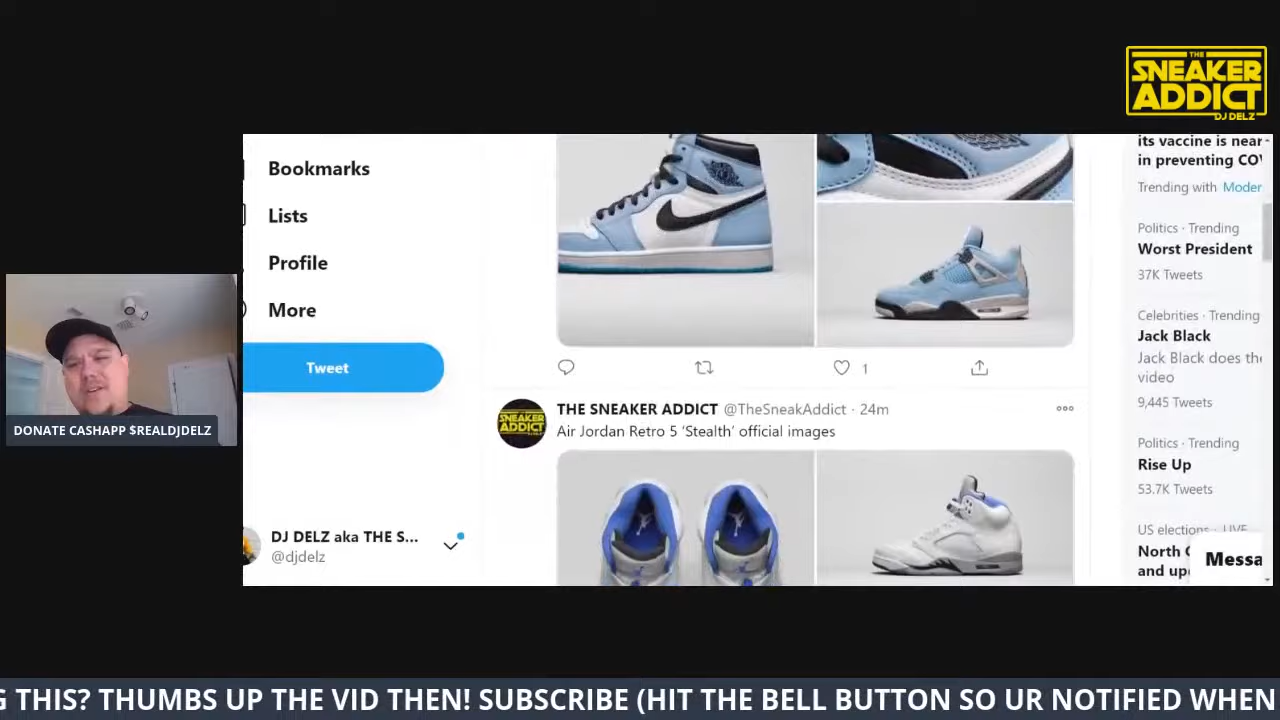 THE
SNEAKER
ADDICT
DJ DELZ
Bookmarks
Lists
Profile
More
Tweet
DJ DELZ aka THE S...
@djdelz
1
THE SNEAKER ADDICT @TheSneakAddict · 24m
Air Jordan Retro 5 ‘Stealth’ official images
SNEAKER
ADDICT
its vaccine is near
in preventing COV
Trending with Moder
Politics · Trending
Worst President
37K Tweets
Celebrities · Trending
Jack Black
Jack Black does the
video
9,445 Tweets
Politics · Trending
Rise Up
53.7K Tweets
US elections · LIVE
North
and up
Messa
DONATE CASHAPP $REALDJDELZ
G THIS? THUMBS UP THE VID THEN! SUBSCRIBE (HIT THE BELL BUTTON SO UR NOTIFIED WHEN